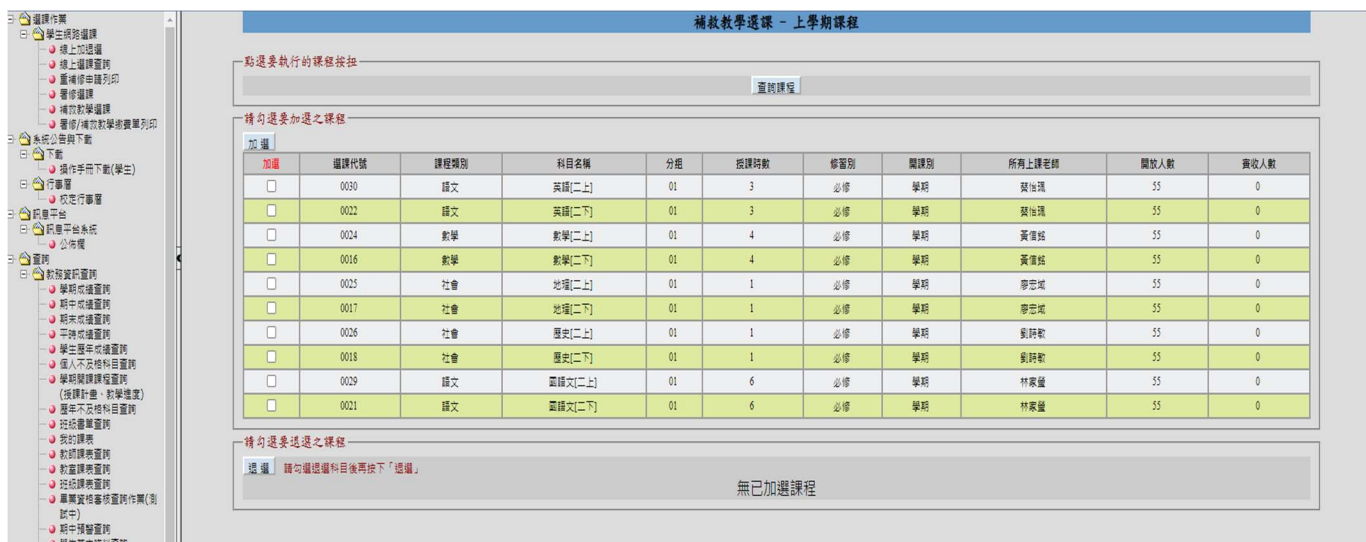 選課作業
學生網路選課
線上加退選
線上選課查詢
重補修申請列印
暑修選課
補救教學選課
暑修/補救教學繳費單列印
系統公告與下載
下載
操作手冊下載(學生)
行事曆
校定行事曆
訊息平台
訊息平台系統
公佈欄
查詢
教務資訊查詢
學期成績查詢
期中成績查詢
期末成績查詢
平時成績查詢
學生歷年成績查詢
個人不及格科目查詢
學期開課課程查詢
(授課計畫、教學進度)
歷年不及格科目查詢
班級書單查詢
我的課表
教師課表查詢
教室課表查詢
班級課表查詢
畢業資格審核查詢作業(測
試中)
期中預警查詢
補救教學選課 - 上學期課程
點選要執行的課程按扭
查詢課程
請勾選要加選之課程
加 選
加選 選課代號 課程類別 科目名稱 分組 授課時數 修習別 開課別 所有上課老師 開放人數 實收人數
0030 語文 英語[二上] 01 3 必修 學期 蔡怡珮 55 0
0022 語文 英語[二下] 01 3 必修 學期 蔡怡珮 55 0
0024 數學 數學[二上] 01 4 必修 學期 黃信銘 55 0
0016 數學 數學[二下] 01 4 必修 學期 黃信銘 55 0
0025 社會 地理[二上] 01 1 必修 學期 廖宏城 55 0
0017 社會 地理[二下] 01 1 必修 學期 廖宏城 55 0
0026 社會 歷史[二上] 01 1 必修 學期 劉時敏 55 0
0018 社會 歷史[二下] 01 1 必修 學期 劉時敏 55 0
0029 語文 國語文[二上] 01 6 必修 學期 林家瑩 55 0
0021 語文 國語文[二下] 01 6 必修 學期 林家瑩 55 0
請勾選要退選之課程
退 選 請勾選退選科目後再按下「退選」
無已加選課程